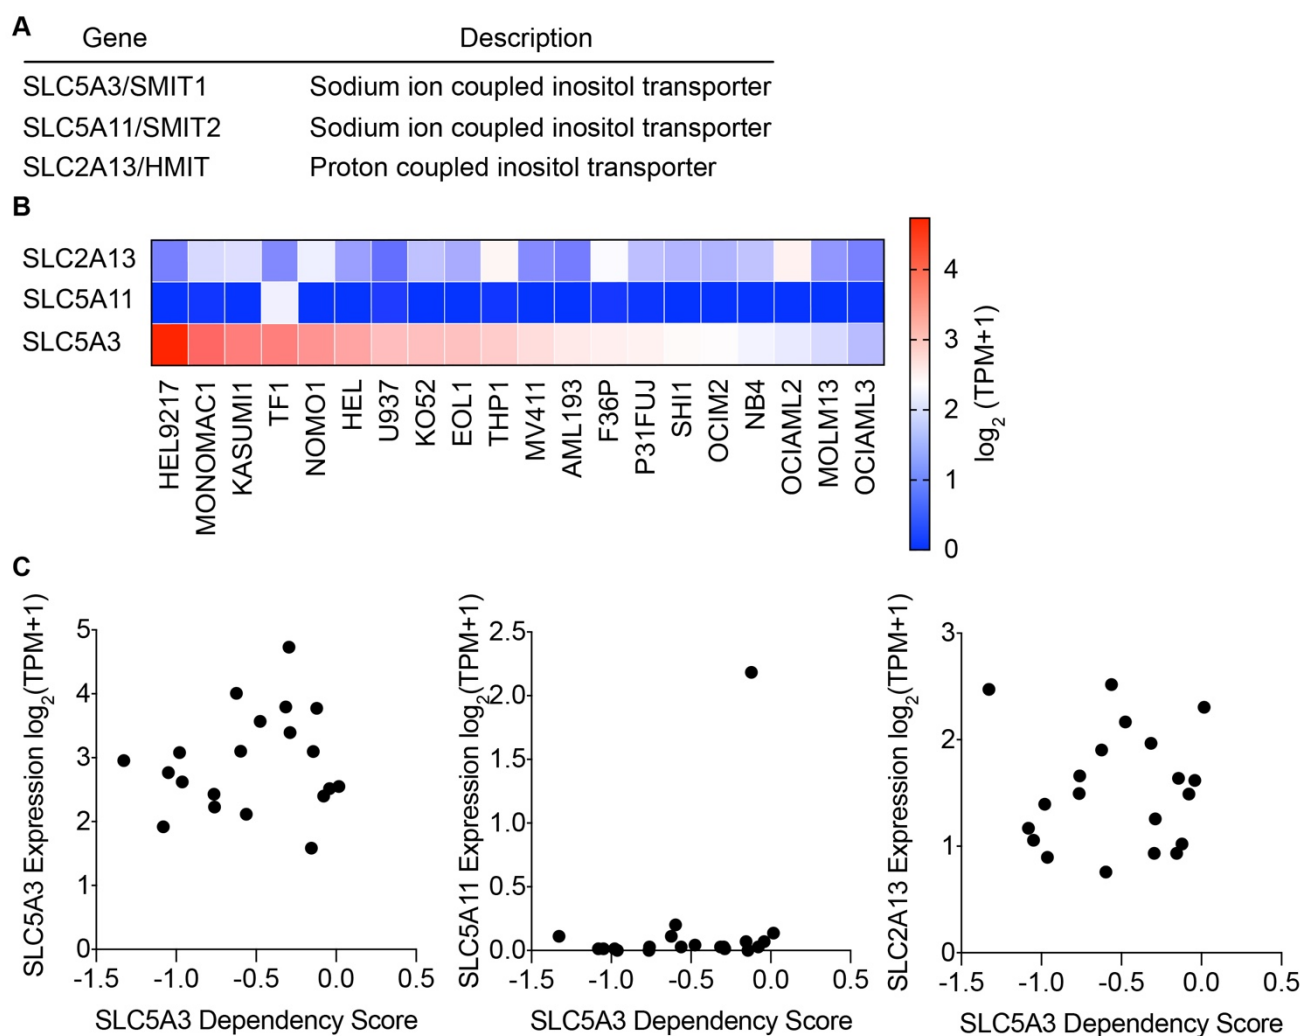 A
Gene Description
SLC5A3/SMIT1 Sodium ion coupled inositol transporter
SLC5A11/SMIT2 Sodium ion coupled inositol transporter
SLC2A13/HMIT Proton coupled inositol transporter
B
SLC2A13
SLC5A11
SLC5A3
HEL9217
MONOMAC1
KASUMI1
TF1
NOMO1
HEL
U937
KO52
EOL1
THP1
MV411
AML193
F36P
P31FUJ
SHI1
OCIM2
NB4
OCIAML2
MOLM13
OCIAML3
4
3
2
1
0
log2 (TPM+1)
C
SLC5A3 Expression log2(TPM+1)
5
4
3
2
1
0
-1.5 -1.0 -0.5 0.0 0.5
SLC5A3 Dependency Score
SLC5A11 Expression log2(TPM+1)
2.5
2.0
1.5
1.0
0.5
0.0
-1.5 -1.0 -0.5 0.0 0.5
SLC5A3 Dependency Score
SLC2A13 Expression log2(TPM+1)
3
2
1
0
-1.5 -1.0 -0.5 0.0 0.5
SLC5A3 Dependency Score